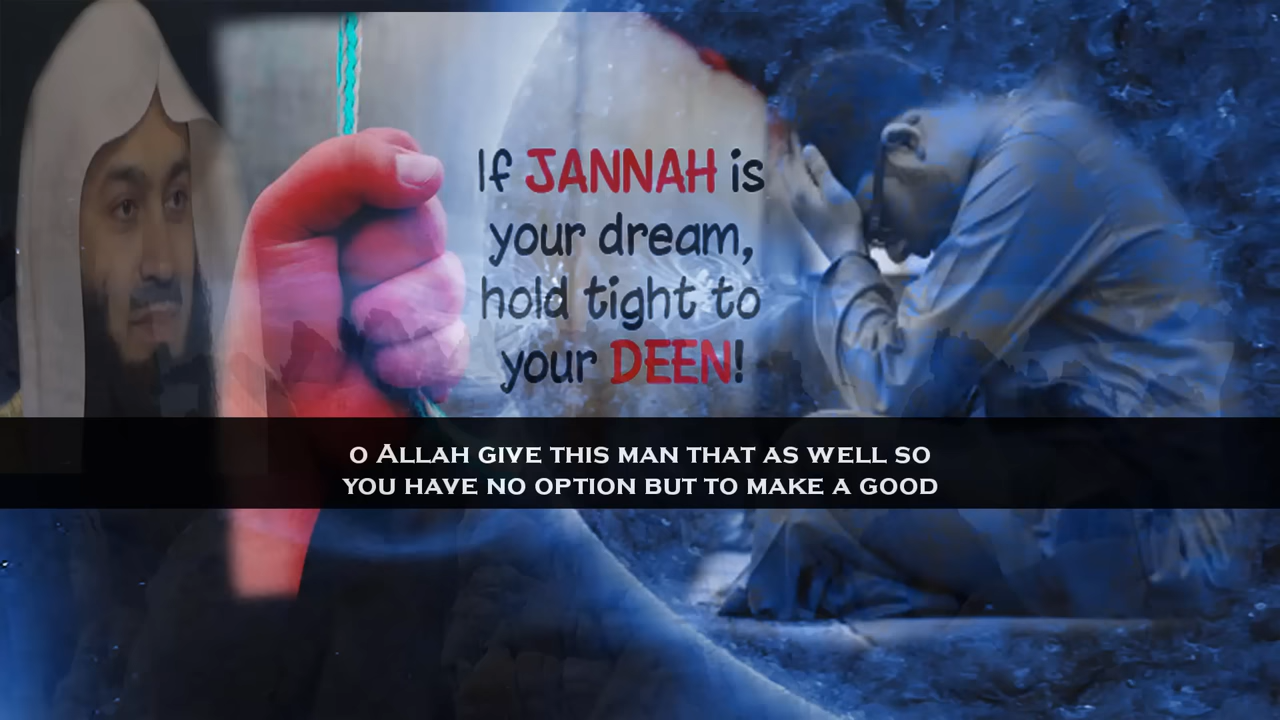 If JANNAH is
your dream,
hold tight to
your DEEN!
O ALLAH GIVE THIS MAN THAT AS WELL SO
YOU HAVE NO OPTION BUT TO MAKE A GOOD